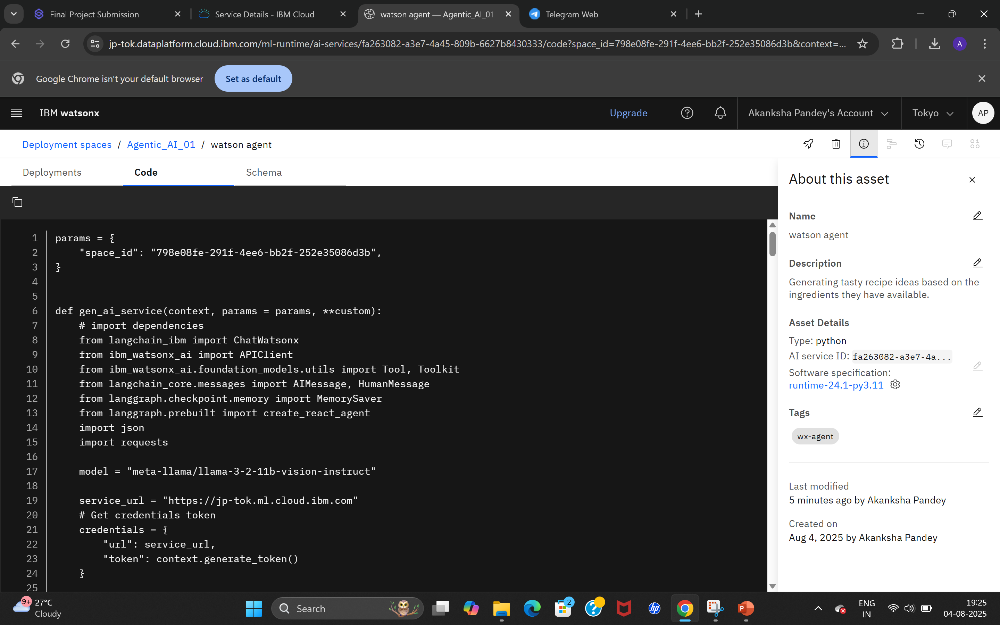 Final Project Submission
Service Details - IBM Cloud
watson agent — Agentic_AI_01
Telegram Web
jp-tok.dataplatform.cloud.ibm.com/ml-runtime/ai-services/fa263082-a3e7-4a45-809b-6627b8430333/code?space_id=798e08fe-291f-4ee6-bb2f-252e35086d3b&context=...
A
Google Chrome isn't your default browser
Set as default
IBM watsonx
Upgrade
Akanksha Pandey's Account
Tokyo
AP
Deployment spaces / Agentic_AI_01 / watson agent
Deployments
Code
Schema
1 params = {
2 "space_id": "798e08fe-291f-4ee6-bb2f-252e35086d3b",
3 }
4
5
6 def gen_ai_service(context, params = params, **custom):
7 # import dependencies
8 from langchain_ibm import ChatWatsonx
9 from ibm_watsonx_ai import APIClient
10 from ibm_watsonx_ai.foundation_models.utils import Tool, Toolkit
11 from langchain_core.messages import AIMessage, HumanMessage
12 from langgraph.checkpoint.memory import MemorySaver
13 from langgraph.prebuilt import create_react_agent
14 import json
15 import requests
16
17 model = "meta-llama/llama-3-2-11b-vision-instruct"
18
19 service_url = "https://jp-tok.ml.cloud.ibm.com"
20 # Get credentials token
21 credentials = {
22 "url": service_url,
23 "token": context.generate_token()
24 }
25
About this asset
Name
watson agent
Description
Generating tasty recipe ideas based on the
ingredients they have available.
Asset Details
Type: python
AI service ID: fa263082-a3e7-4a...
Software specification:
runtime-24.1-py3.11
Tags
wx-agent
Last modified
5 minutes ago by Akanksha Pandey
Created on
Aug 4, 2025 by Akanksha Pandey
9+
27°C
Cloudy
Search
2
hp
P
ENG
IN
19:25
04-08-2025